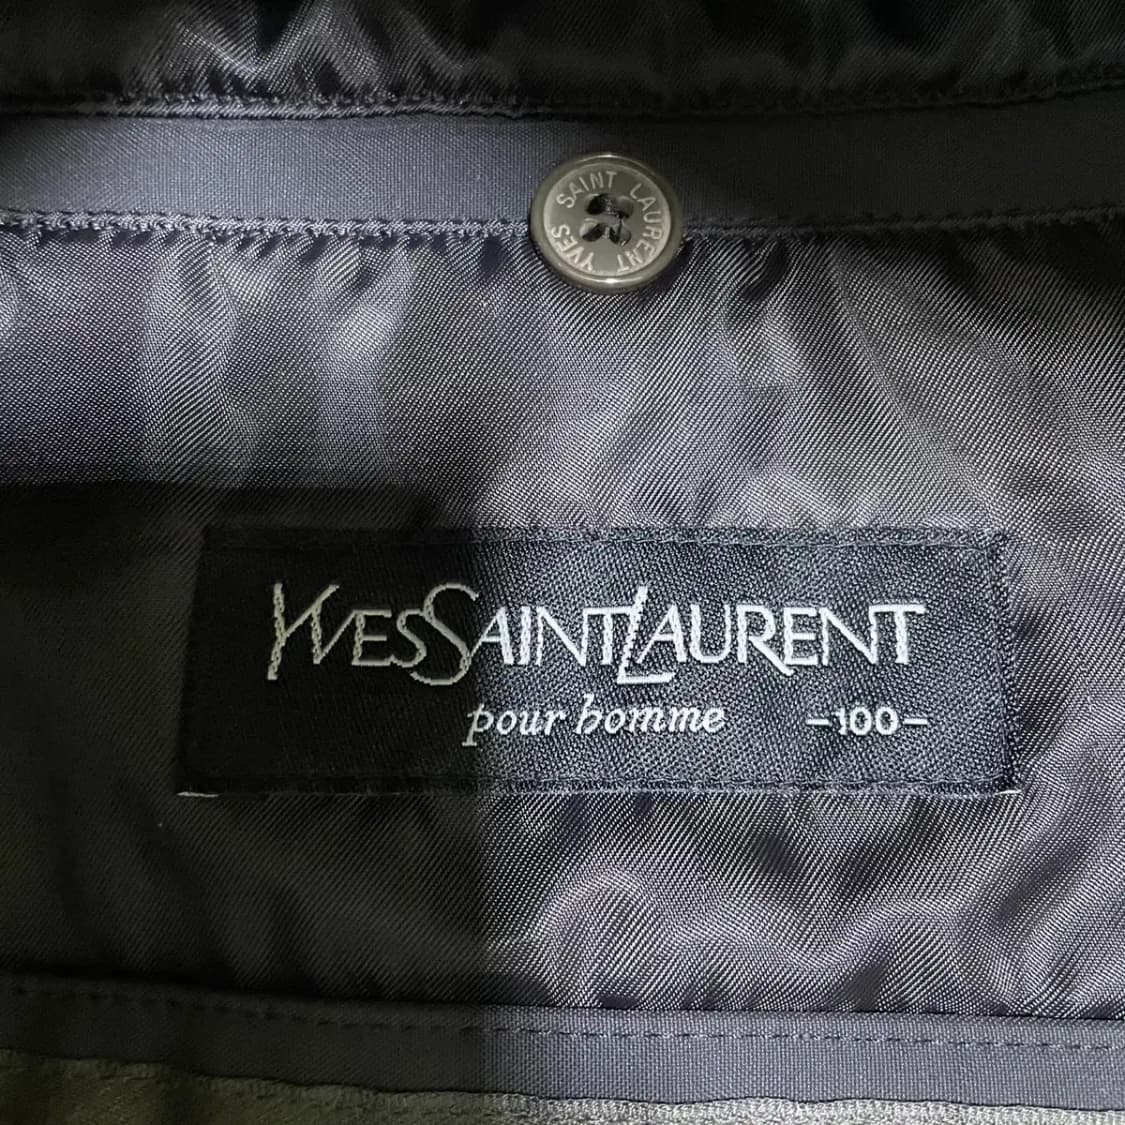 YVES SAINT LAURENT
YVESSAINTLAURENT
pour homme -100-